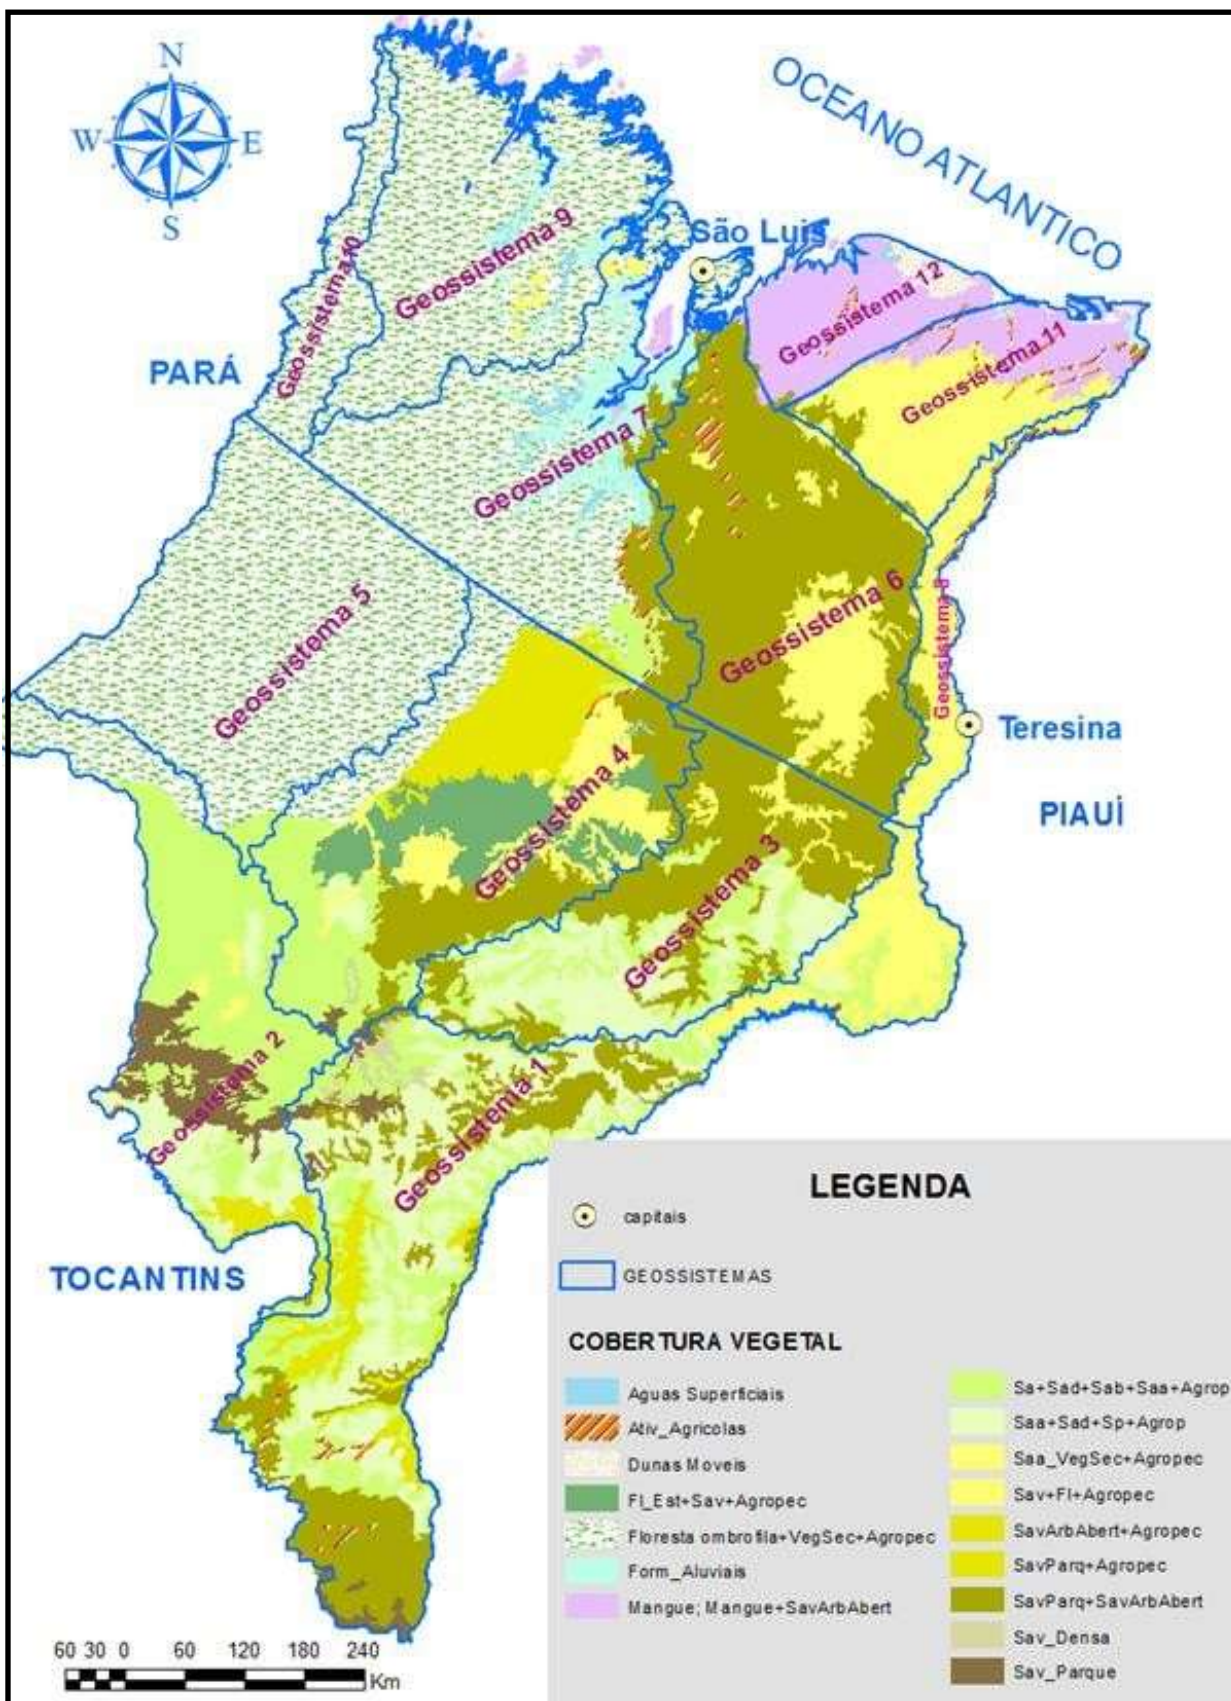 N
W
E
S
OCEANO ATLANTICO
São Luis
Geossistema 9
Geossistema 10
Geossistema 12
Geossistema 11
PARÁ
Geossistema 7
Geossistema 6
Geossistema 8
Geossistema 5
Teresina
Geossistema 4
PIAUÍ
Geossistema 3
Geossistema 2
Geossistema 1
TOCANTINS
LEGENDA
capitais
GEOSSISTEMAS
COBERTURA VEGETAL
Aguas Superficiais
Ativ_Agricolas
Dunas Moveis
Fl_Est+Sav+Agropec
Floresta ombrofila+VegSec+Agropec
Form_Aluviais
Mangue; Mangue+SavArbAbert
Sa+Sad+Sab+Saa+Agrop
Saa+Sad+Sp+Agrop
Saa_VegSec+Agropec
Sav+Fl+Agropec
SavArbAbert+Agropec
SavParq+Agropec
SavParq+SavArbAbert
Sav_Densa
Sav_Parque
60 30 0 60 120 180 240
Km